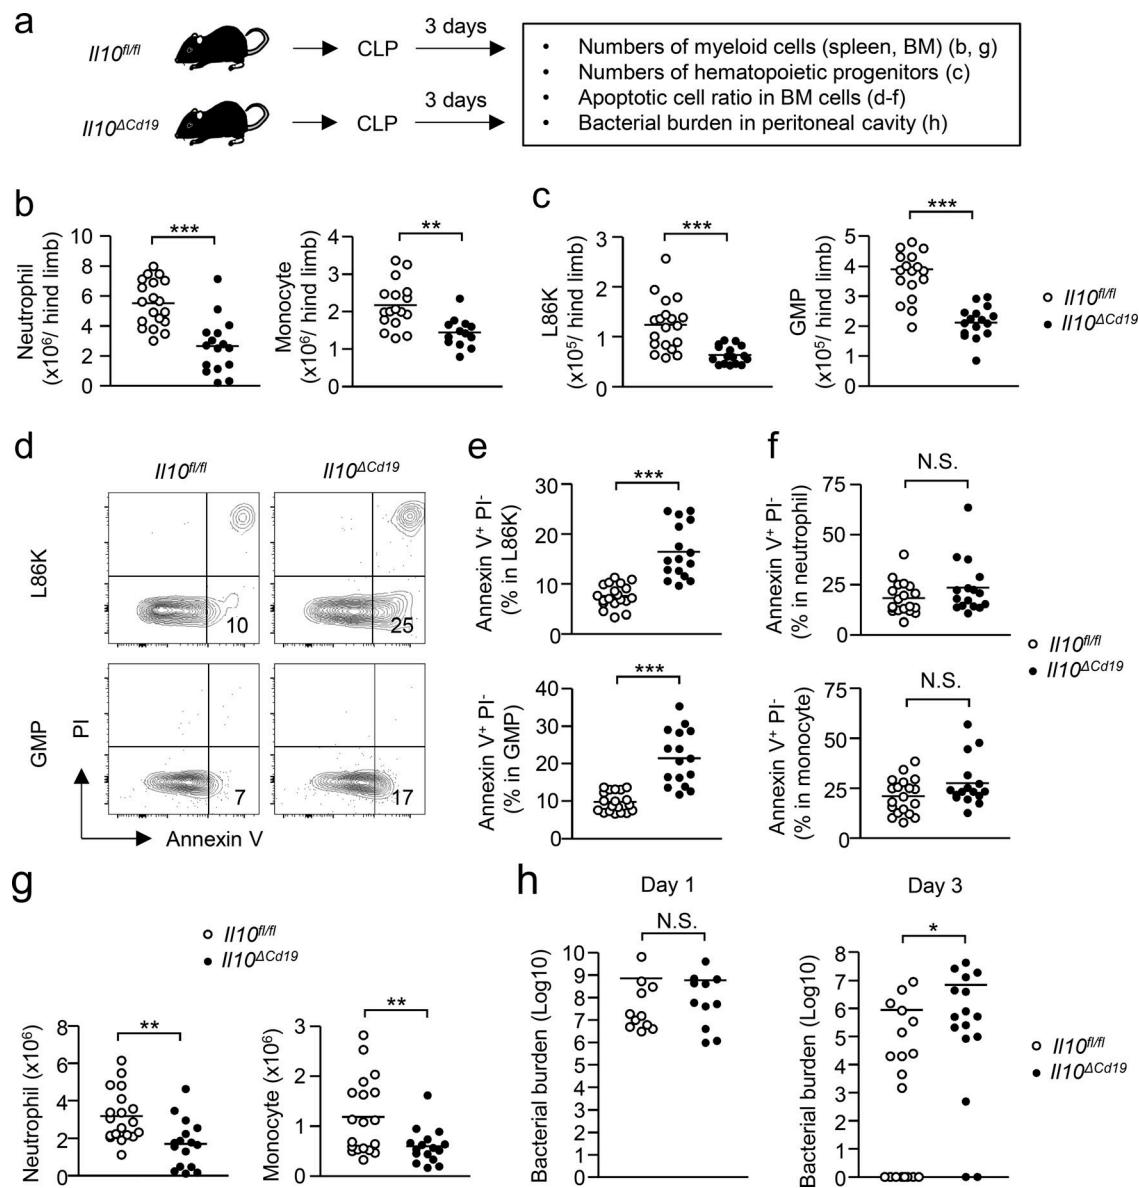 a
Il10fl/fl
CLP
3 days
Il10ΔCd19
CLP
3 days
• Numbers of myeloid cells (spleen, BM) (b, g)
• Numbers of hematopoietic progenitors (c)
• Apoptotic cell ratio in BM cells (d-f)
• Bacterial burden in peritoneal cavity (h)
b
Neutrophil
(x10⁶/ hind limb)
10
8
6
4
2
0
***
Monocyte
(x10⁶/ hind limb)
4
3
2
1
0
**
c
L86K
(x10⁵/ hind limb)
3
2
1
0
***
GMP
(x10⁵/ hind limb)
5
4
3
2
1
0
***
Il10fl/fl
Il10ΔCd19
d
Il10fl/fl
Il10ΔCd19
L86K
10
25
GMP
7
17
PI
Annexin V
e
Annexin V⁺ PI⁻
(% in L86K)
30
20
10
0
***
Annexin V⁺ PI⁻
(% in GMP)
40
30
20
10
0
***
f
Annexin V⁺ PI⁻
(% in neutrophil)
75
50
25
0
N.S.
Annexin V⁺ PI⁻
(% in monocyte)
75
50
25
0
N.S.
Il10fl/fl
Il10ΔCd19
g
Il10fl/fl
Il10ΔCd19
Neutrophil (x10⁶)
8
6
4
2
0
**
Monocyte (x10⁶)
3
2
1
0
**
h
Day 1
Bacterial burden (Log10)
10
9
8
7
6
5
4
3
2
1
0
N.S.
Day 3
Bacterial burden (Log10)
8
7
6
5
4
3
2
1
0
*
Il10fl/fl
Il10ΔCd19